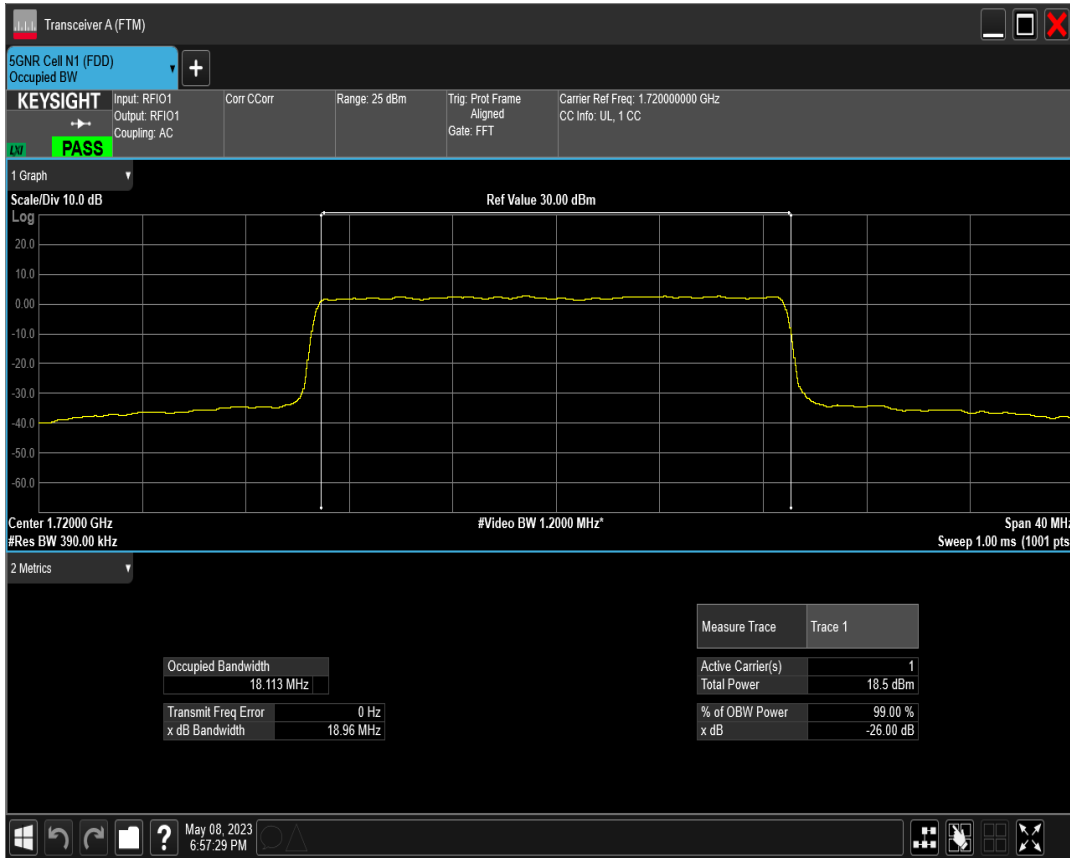 Transceiver A (FTM)
5GNR Cell N1 (FDD)
Occupied BW
+
KEYSIGHT
LXI
PASS
Input: RFIO1
Output: RFIO1
Coupling: AC
Corr CCorr
Range: 25 dBm
Trig: Prot Frame
Aligned
Gate: FFT
Carrier Ref Freq: 1.720000000 GHz
CC Info: UL, 1 CC
1 Graph
Scale/Div 10.0 dB
Ref Value 30.00 dBm
Log
20.0
10.0
0.00
-10.0
-20.0
-30.0
-40.0
-50.0
-60.0
Center 1.72000 GHz
#Video BW 1.2000 MHz*
Span 40 MHz
#Res BW 390.00 kHz
Sweep 1.00 ms (1001 pts
2 Metrics
Measure Trace Trace 1
Occupied Bandwidth
18.113 MHz
Active Carrier(s) 1
Total Power 18.5 dBm
Transmit Freq Error 0 Hz
x dB Bandwidth 18.96 MHz
% of OBW Power 99.00 %
x dB -26.00 dB
?
May 08, 2023
6:57:29 PM